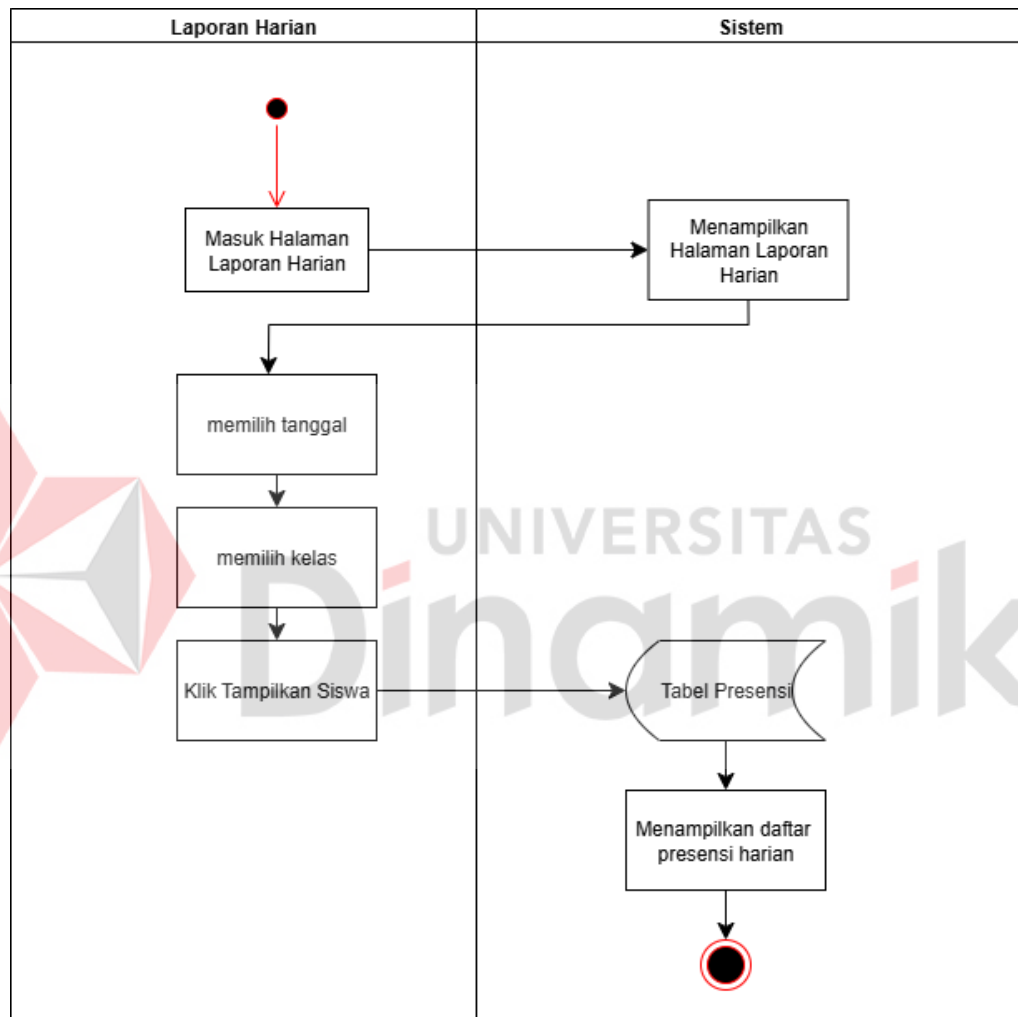 Laporan Harian
Sistem
Masuk Halaman
Laporan Harian
Menampilkan
Halaman Laporan
Harian
memilih tanggal
memilih kelas
UNIVERSITAS
Dinamika
Klik Tampilkan Siswa
Tabel Presensi
Menampilkan daftar
presensi harian